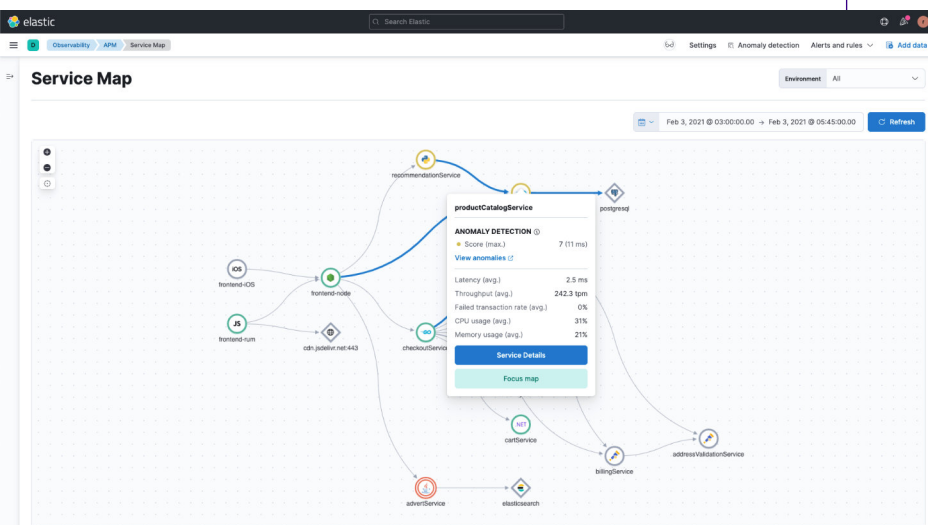 elastic
Search Elastic
D
Observability
APM
Service Map
Settings
Anomaly detection
Alerts and rules
Add data
Service Map
Environment
All
Feb 3, 2021 @ 03:00:00.00 → Feb 3, 2021 @ 05:45:00.00
Refresh
recommendationService
postgresql
productCatalogService
ANOMALY DETECTION
Score (max.) 7 (11 ms)
View anomalies
Latency (avg.) 2.5 ms
Throughput (avg.) 242.3 tpm
Failed transaction rate (avg.) 0%
CPU usage (avg.) 31%
Memory usage (avg.) 21%
Service Details
Focus map
iOS
frontend-iOS
frontend-node
JS
frontend-rum
cdn.jsdelivr.net:443
GO
checkoutService
NET
cartService
billingService
addressValidationService
advertService
elasticsearch